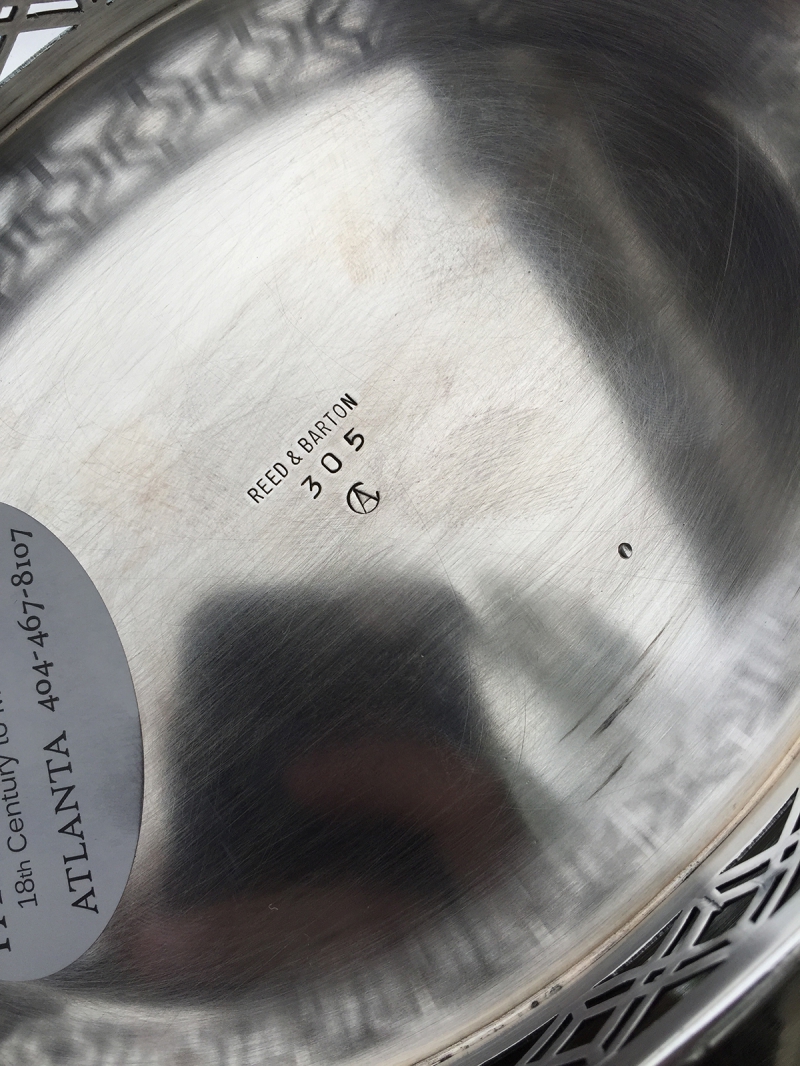 REED & BARTON
305
18th Century to
ATLANTA 404-467-8107